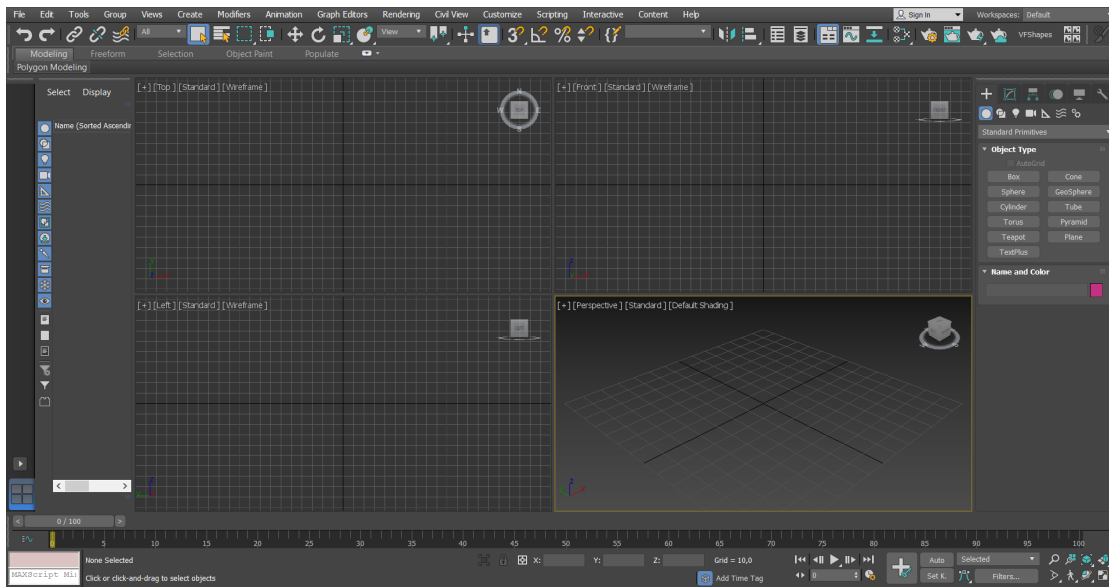 File Edit Tools Group Views Create Modifiers Animation Graph Editors Rendering Civil View Customize Scripting Interactive Content Help Sign In Workspaces: Default
All View VFShapes
Modeling Freeform Selection Object Paint Populate
Polygon Modeling
Select Display
Name (Sorted Ascendin
[+] [Top ] [Standard ] [Wireframe ]
N
W TOP E
S
[+] [Front ] [Standard ] [Wireframe ]
Standard Primitives
Object Type
AutoGrid
Box Cone
Sphere GeoSphere
Cylinder Tube
Torus Pyramid
Teapot Plane
TextPlus
Name and Color
[+] [Left ] [Standard ] [Wireframe ]
[+] [Perspective ] [Standard ] [Default Shading ]
< >
< 0 / 100 >
0 5 10 15 20 25 30 35 40 45 50 55 60 65 70 75 80 85 90 95 100
None Selected X: Y: Z: Grid = 10,0 Auto Selected
MAXScript Mi: Click or click-and-drag to select objects Add Time Tag 0 Set K. Filters...